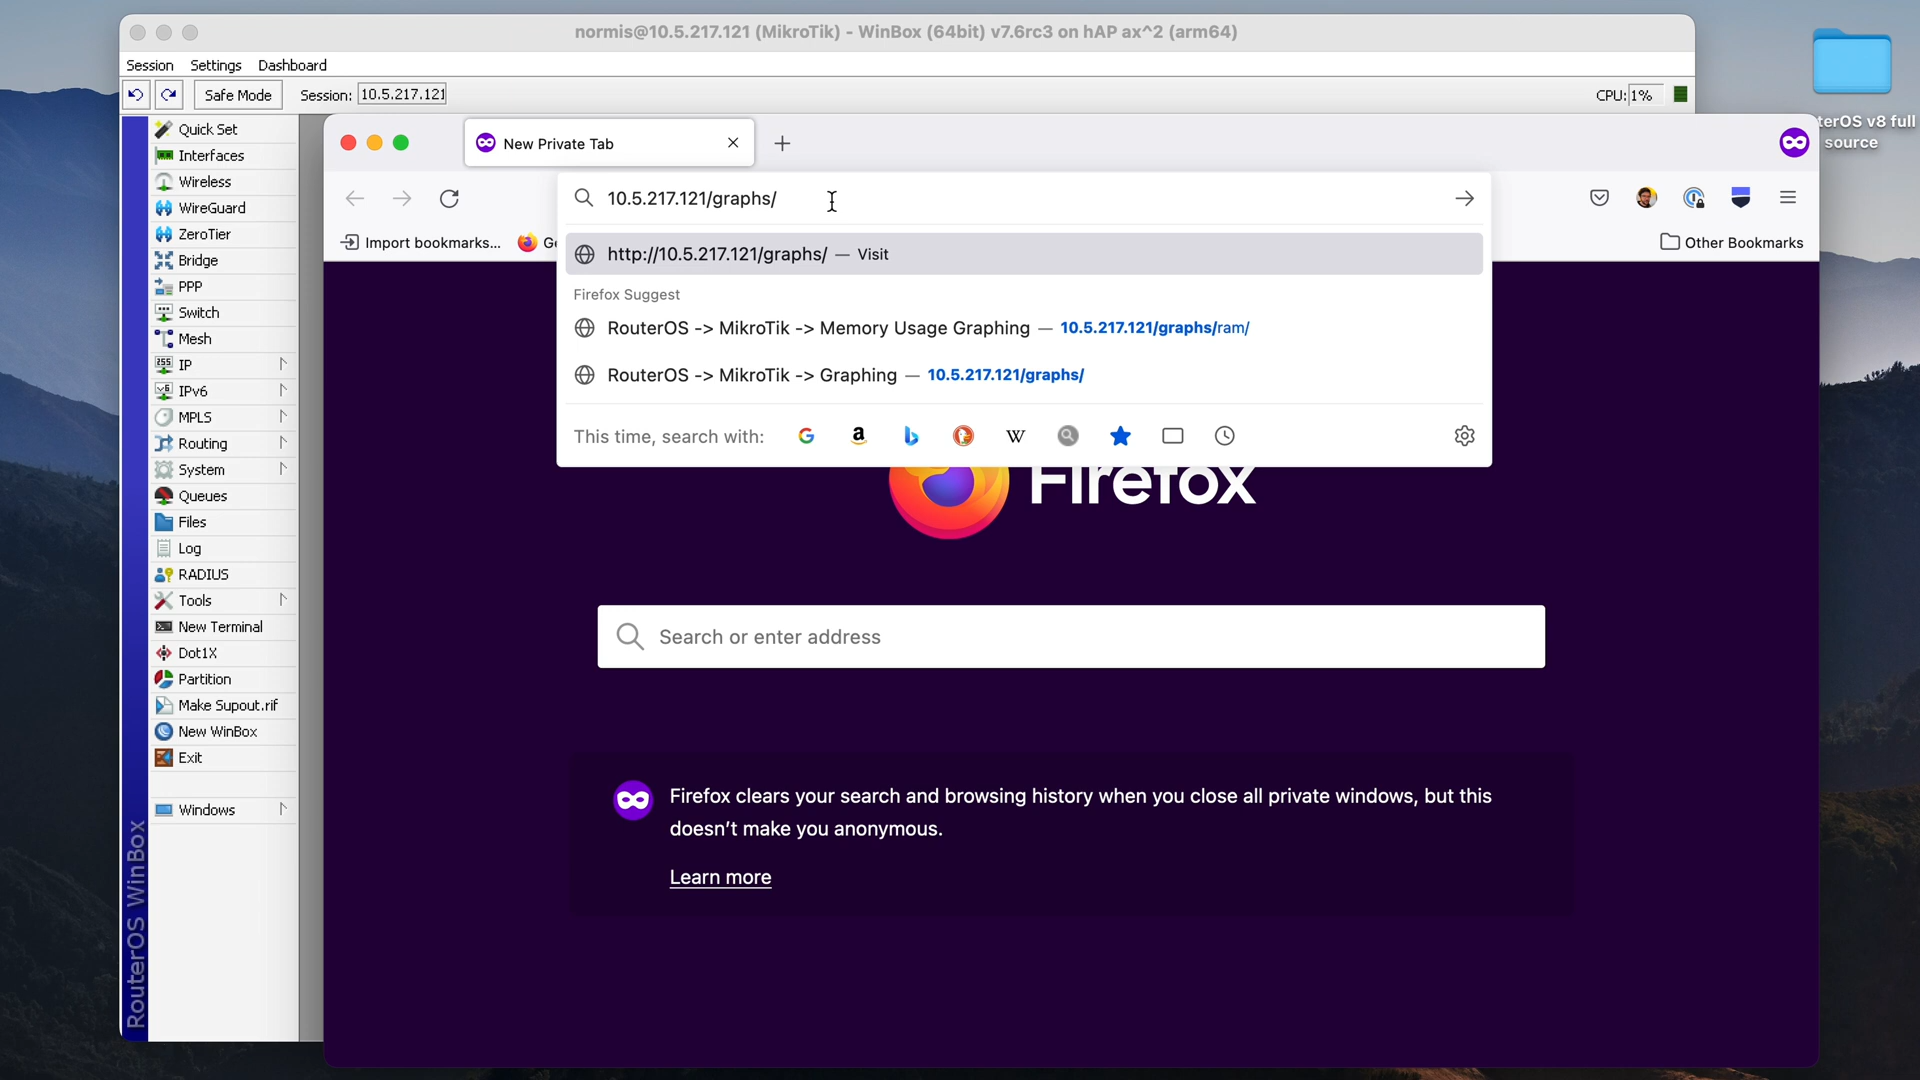 normis@10.5.217.121 (MikroTik) - WinBox (64bit) v7.6rc3 on hAP ax^2 (arm64)
Session Settings Dashboard
Safe Mode Session: 10.5.217.121 CPU: 1%
terOS v8 full
source
Quick Set
Interfaces
Wireless
WireGuard
ZeroTier
Bridge
PPP
Switch
Mesh
IP
IPv6
MPLS
Routing
System
Queues
Files
Log
RADIUS
Tools
New Terminal
Dot1X
Partition
Make Supout.rif
New WinBox
Exit
Windows
RouterOS WinBox
New Private Tab
10.5.217.121/graphs/
Import bookmarks... Ge Other Bookmarks
http://10.5.217.121/graphs/ — Visit
Firefox Suggest
RouterOS -> MikroTik -> Memory Usage Graphing — 10.5.217.121/graphs/ram/
RouterOS -> MikroTik -> Graphing — 10.5.217.121/graphs/
This time, search with:
Firefox
Search or enter address
Firefox clears your search and browsing history when you close all private windows, but this
doesn’t make you anonymous.
Learn more